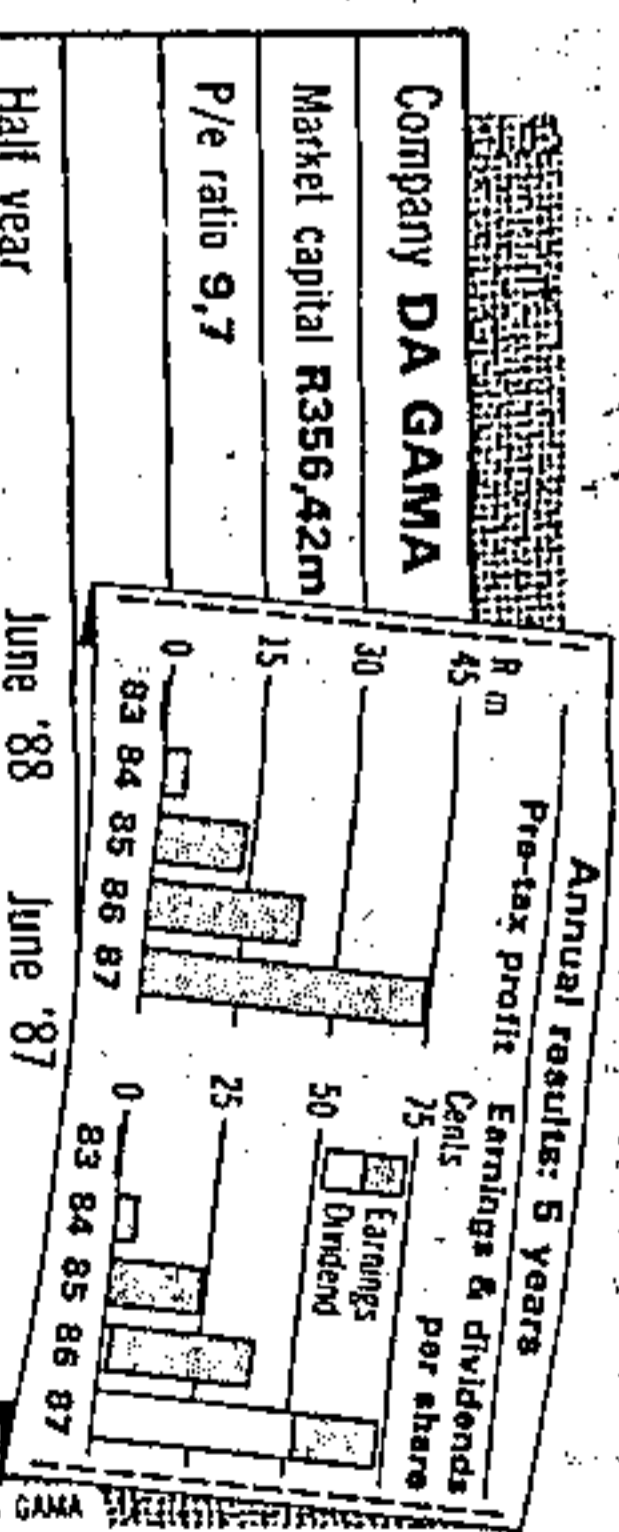 Company DA GAMA
Market capital R356,42m
P/e ratio 9,7
Half year June '88 June '87
Annual results: 5 years
Pre-tax profit
R m
45
30
15
0
83 84 85 86 87
Earnings & dividends
per share
Cents
75
50
25
0
Earnings
Dividend
83 84 85 86 87
GAMA